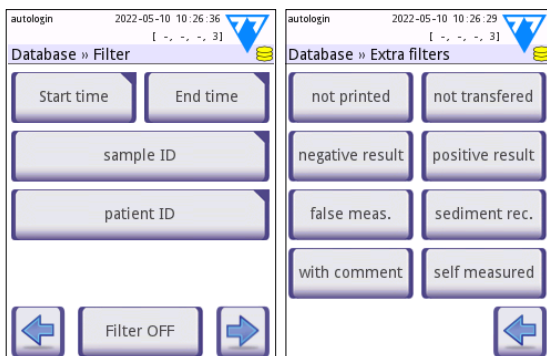 autologin 2022-05-10 10:26:36
[ -, -, -, 3]
Database » Filter
Start time End time
sample ID
patient ID
Filter OFF
autologin 2022-05-10 10:26:29
[ -, -, -, 3]
Database » Extra filters
not printed not transfered
negative result positive result
false meas. sediment rec.
with comment self measured